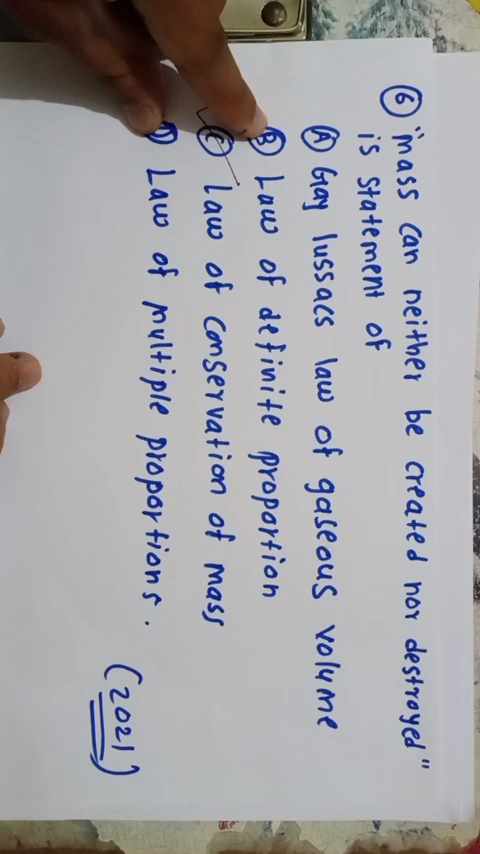 ⑥ "mass can neither be created nor destroyed"
is statement of
Ⓐ Gay lussacs law of gaseous volume
Ⓑ Law of definite proportion
Ⓒ Law of conservation of mass
Ⓓ Law of multiple proportions.
(2021)